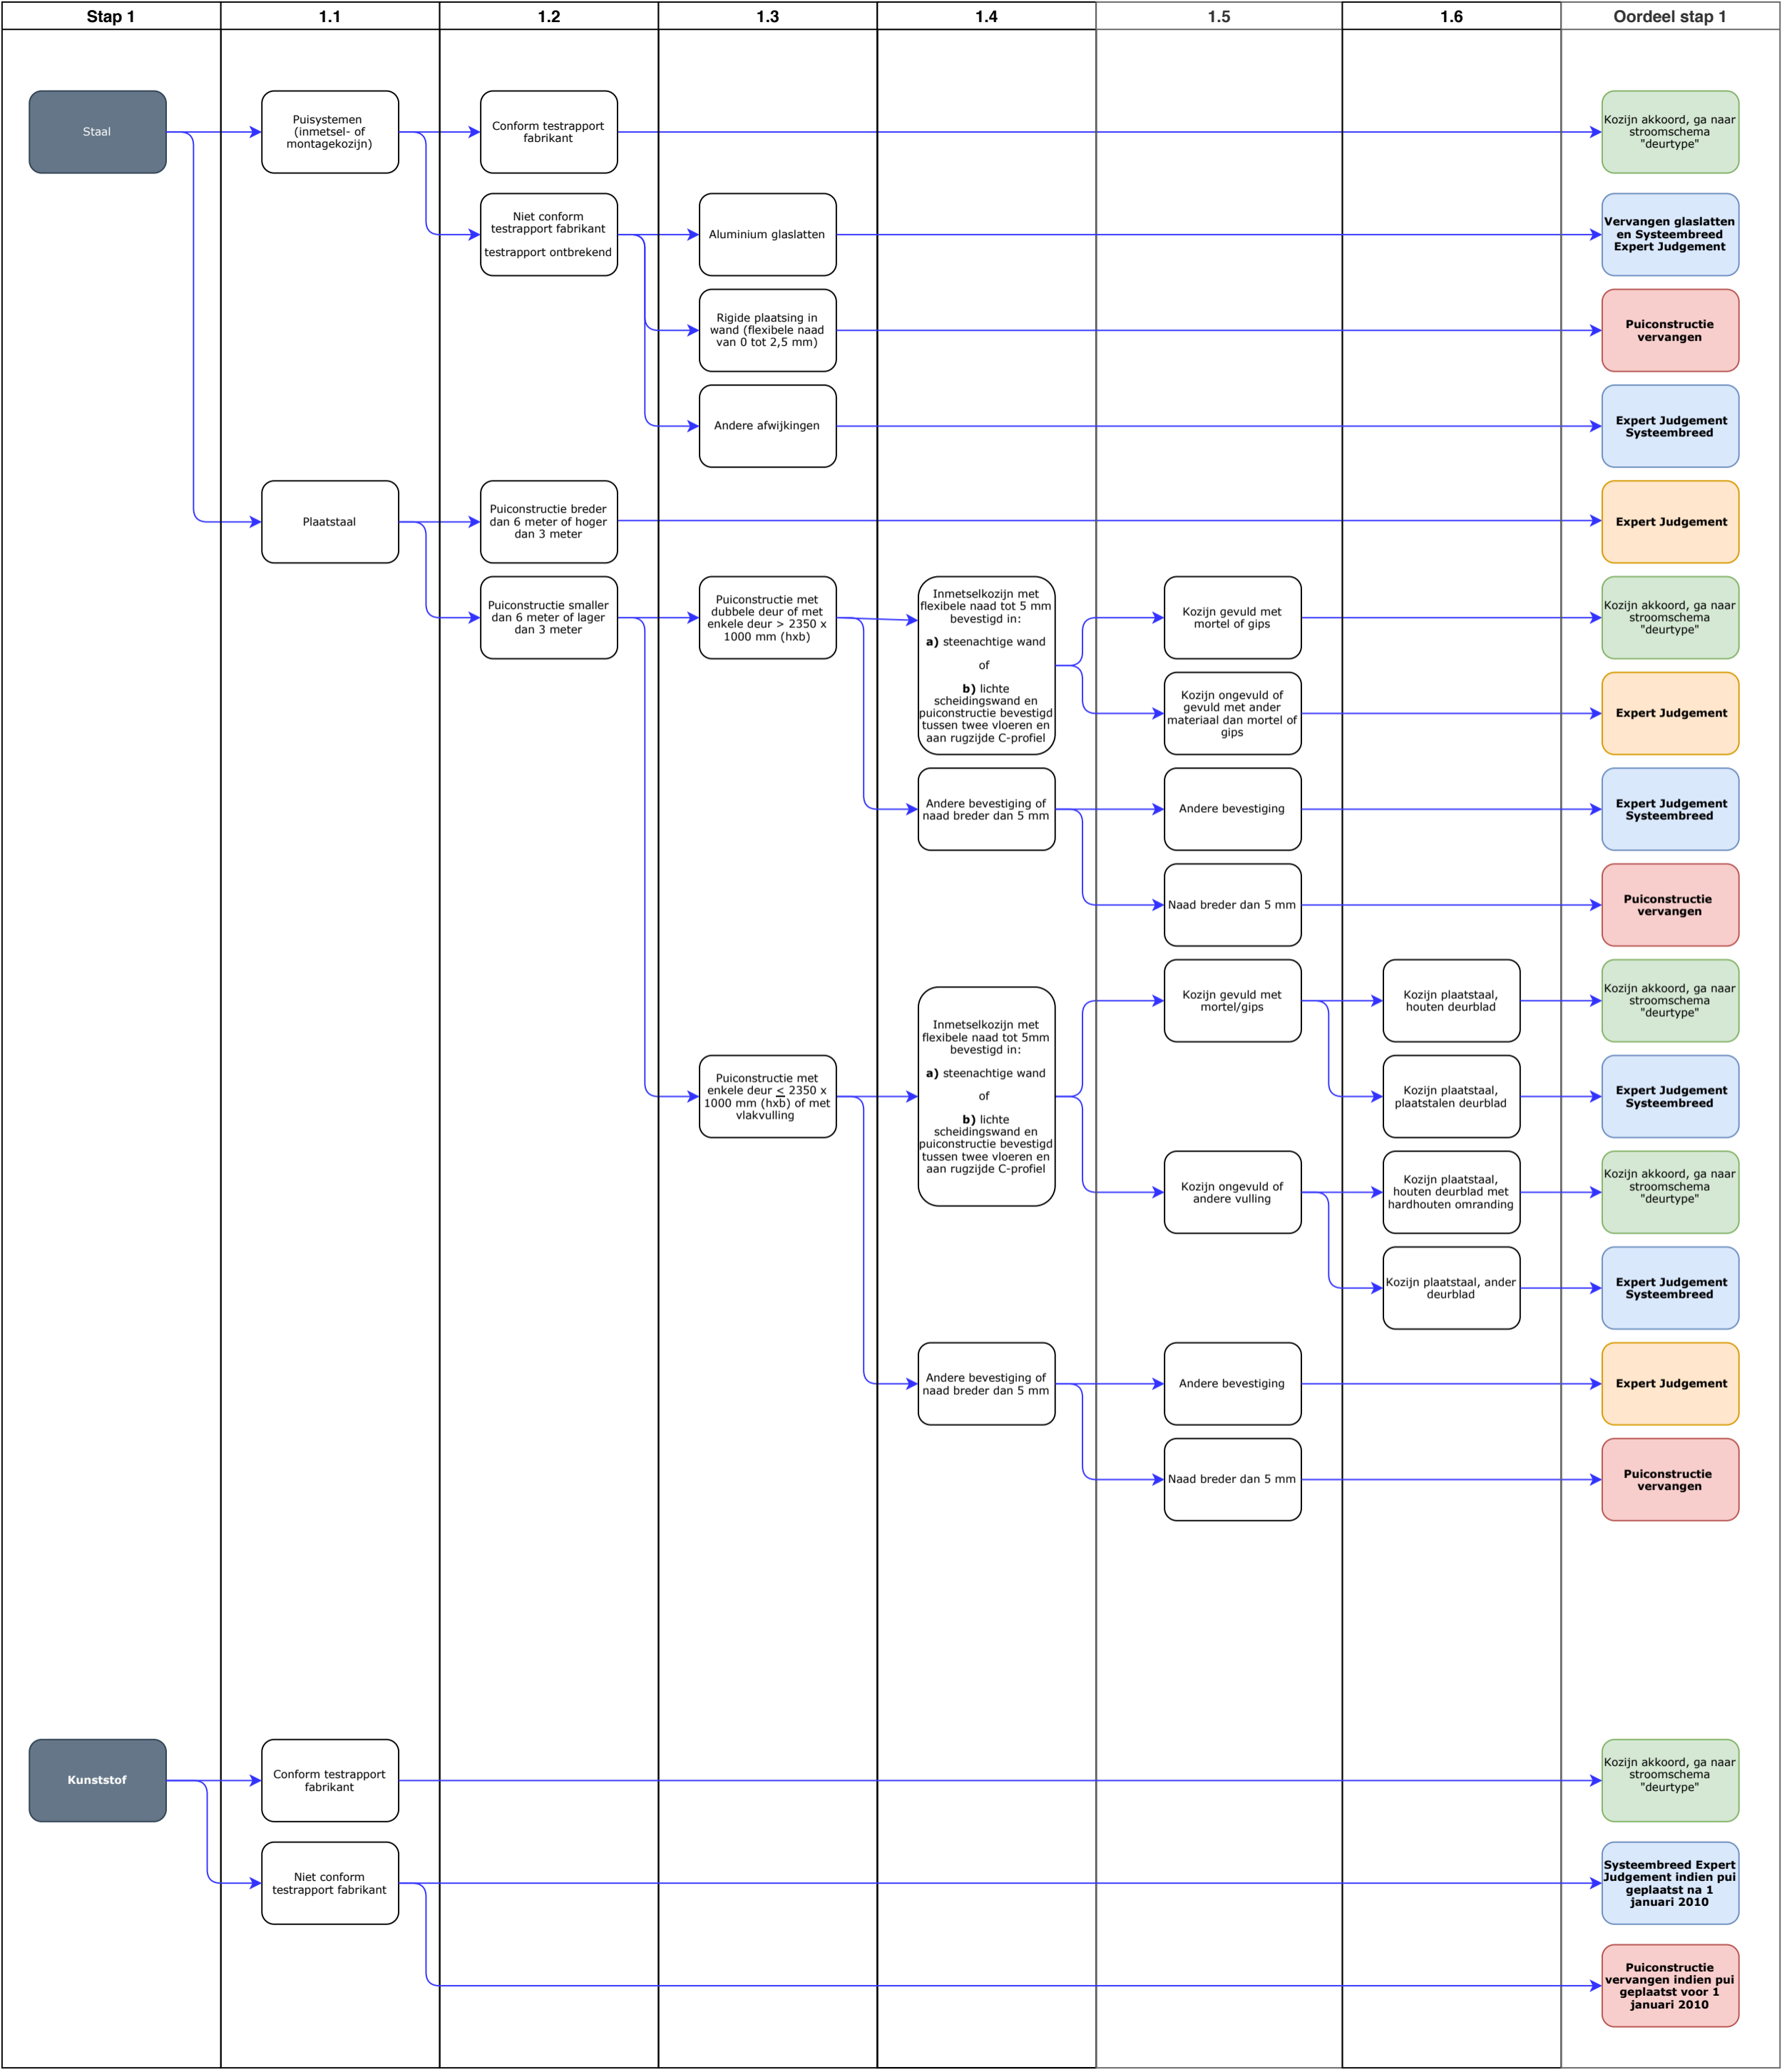 Stap 1
1.1
1.2
1.3
1.4
1.5
1.6
Oordeel stap 1
Staal
Puisystemen
(inmetsel- of
montagekozijn)
Conform testrapport
fabrikant
Kozijn akkoord, ga naar
stroomschema
"deurtype"
Niet conform
testrapport fabrikant
testrapport ontbrekend
Aluminium glaslatten
Vervangen glaslatten
en Systeembreed
Expert Judgement
Rigide plaatsing in
wand (flexibele naad
van 0 tot 2,5 mm)
Puiconstructie
vervangen
Andere afwijkingen
Expert Judgement
Systeembreed
Plaatstaal
Puiconstructie breder
dan 6 meter of hoger
dan 3 meter
Expert Judgement
Puiconstructie smaller
dan 6 meter of lager
dan 3 meter
Puiconstructie met
dubbele deur of met
enkele deur > 2350 x
1000 mm (hxb)
Inmetselkozijn met
flexibele naad tot 5 mm
bevestigd in:
a) steenachtige wand
of
b) lichte
scheidingswand en
puiconstructie bevestigd
tussen twee vloeren en
aan rugzijde C-profiel
Kozijn gevuld met
mortel of gips
Kozijn akkoord, ga naar
stroomschema
"deurtype"
Kozijn ongevuld of
gevuld met ander
materiaal dan mortel of
gips
Expert Judgement
Andere bevestiging of
naad breder dan 5 mm
Andere bevestiging
Expert Judgement
Systeembreed
Naad breder dan 5 mm
Puiconstructie
vervangen
Puiconstructie met
enkele deur ≤ 2350 x
1000 mm (hxb) of met
vlakvulling
Inmetselkozijn met
flexibele naad tot 5mm
bevestigd in:
a) steenachtige wand
of
b) lichte
scheidingswand en
puiconstructie bevestigd
tussen twee vloeren en
aan rugzijde C-profiel
Kozijn gevuld met
mortel/gips
Kozijn plaatstaal,
houten deurblad
Kozijn akkoord, ga naar
stroomschema
"deurtype"
Kozijn plaatstaal,
plaatstalen deurblad
Expert Judgement
Systeembreed
Kozijn ongevuld of
andere vulling
Kozijn plaatstaal,
houten deurblad met
hardhouten omranding
Kozijn akkoord, ga naar
stroomschema
"deurtype"
Kozijn plaatstaal, ander
deurblad
Expert Judgement
Systeembreed
Andere bevestiging of
naad breder dan 5 mm
Andere bevestiging
Expert Judgement
Naad breder dan 5 mm
Puiconstructie
vervangen
Kunststof
Conform testrapport
fabrikant
Kozijn akkoord, ga naar
stroomschema
"deurtype"
Niet conform
testrapport fabrikant
Systeembreed Expert
Judgement indien pui
geplaatst na 1
januari 2010
Puiconstructie
vervangen indien pui
geplaatst voor 1
januari 2010